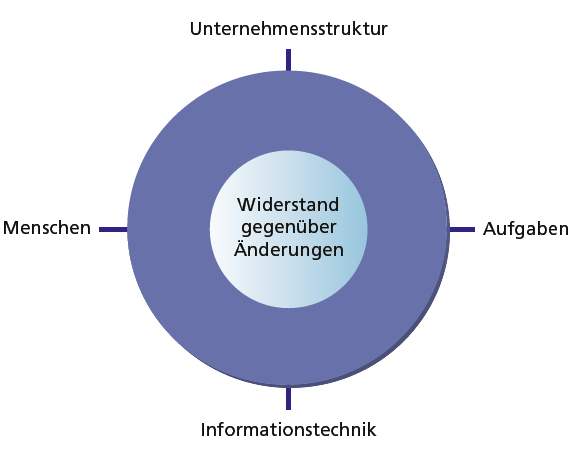 Unternehmensstruktur
Menschen
Widerstand
gegenüber
Änderungen
Aufgaben
Informationstechnik